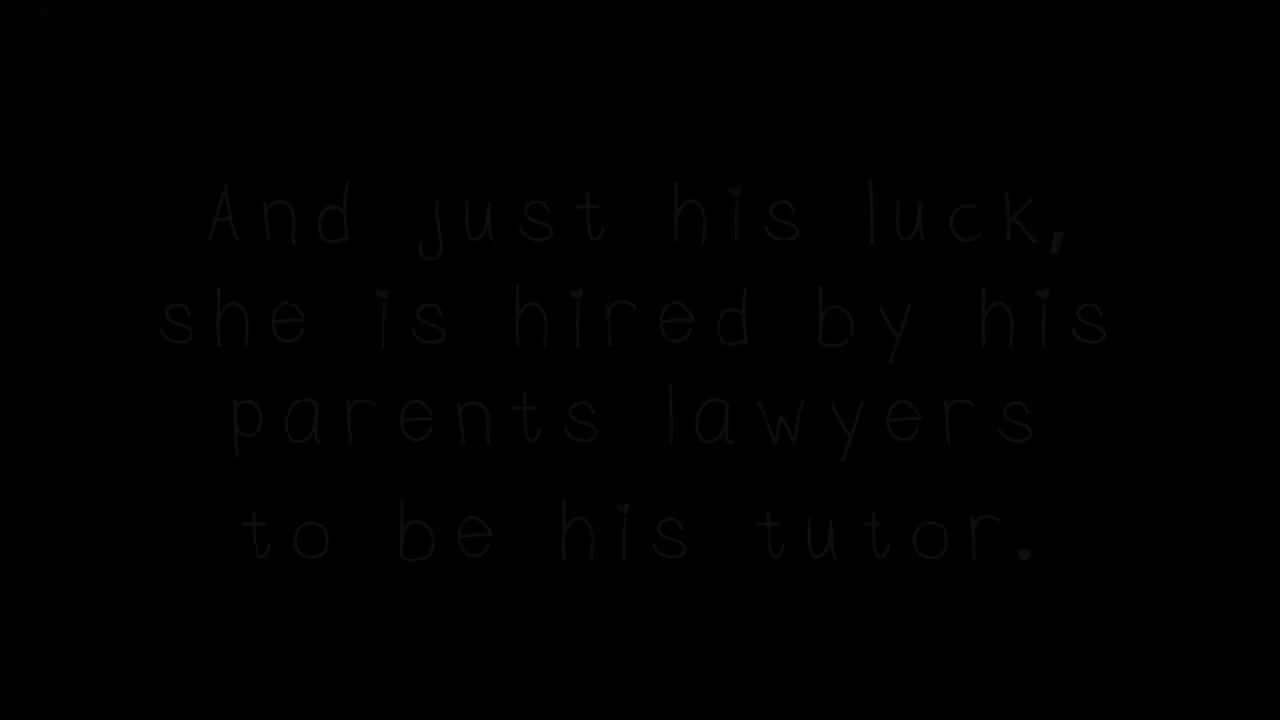 And just his luck,
she is hired by his
parents lawyers
to be his tutor.